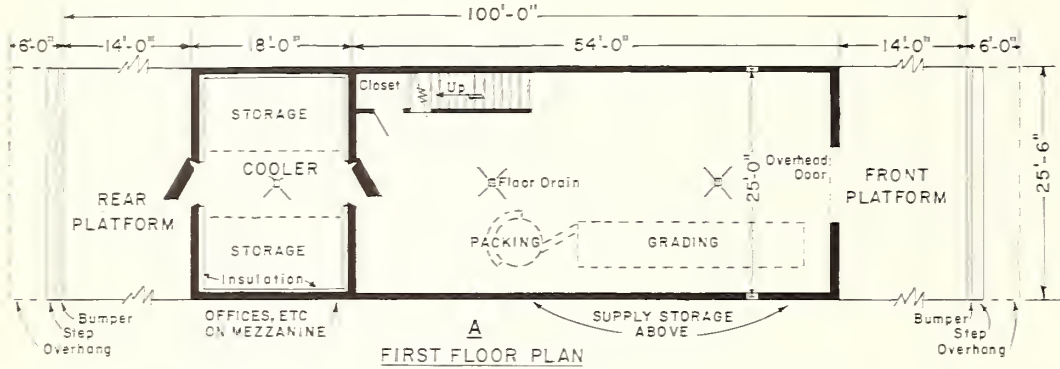 100'-0"
6'-0" 14'-0" 18'-0" 54'-0" 14'-0" 6'-0"
Closet
Up
STORAGE
COOLER
Floor Drain
25'-0"
Overhead
Door
25'-6"
REAR
PLATFORM
FRONT
PLATFORM
PACKING
GRADING
STORAGE
Insulation
Bumper
Step
Overhang
OFFICES, ETC
ON MEZZANINE
SUPPLY STORAGE
ABOVE
Bumper
Step
Overhang
A
FIRST FLOOR PLAN